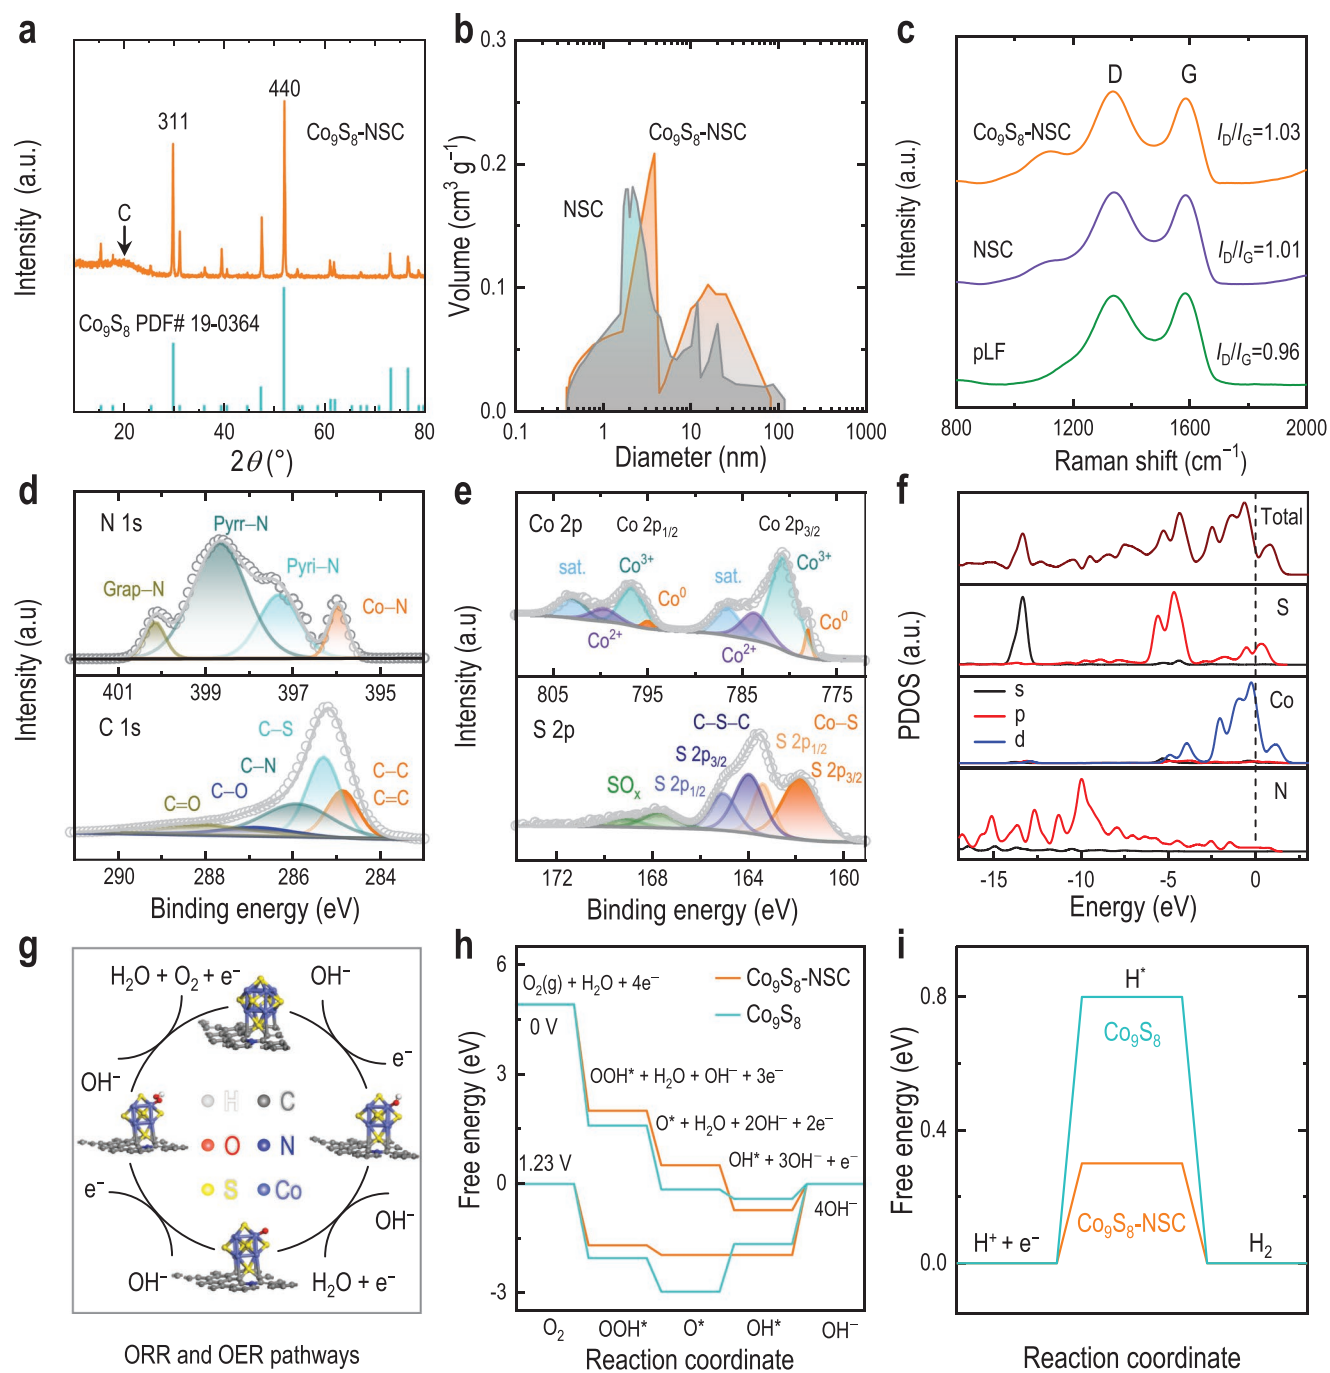 a
Intensity (a.u.)
311
440
Co₉S₈-NSC
C
Co₉S₈ PDF# 19-0364
20 40 60 80
2θ (°)
b
Volume (cm³ g⁻¹)
0.3
0.2
0.1
0.0
Co₉S₈-NSC
NSC
0.1 1 10 100 1000
Diameter (nm)
c
Intensity (a.u.)
D G
Co₉S₈-NSC
I_D/I_G=1.03
NSC
I_D/I_G=1.01
pLF
I_D/I_G=0.96
800 1200 1600 2000
Raman shift (cm⁻¹)
d
Intensity (a.u)
N 1s
Pyrr–N
Pyri–N
Grap–N
Co–N
401 399 397 395
C 1s
C–S
C–N
C–O
C=O
C–C
C=C
290 288 286 284
Binding energy (eV)
e
Intensity (a.u.)
Co 2p
Co 2p₁/₂
Co 2p₃/₂
sat.
Co³⁺
Co⁰
Co²⁺
sat.
Co³⁺
Co⁰
Co²⁺
805 795 785 775
S 2p
C–S–C
Co–S
S 2p₃/₂
S 2p₁/₂
S 2p₁/₂
S 2p₃/₂
SOₓ
172 168 164 160
Binding energy (eV)
f
PDOS (a.u.)
Total
S
Co
s
p
d
N
-15 -10 -5 0
Energy (eV)
g
H₂O + O₂ + e⁻
OH⁻
e⁻
OH⁻
H C
O N
S Co
e⁻
OH⁻
OH⁻
H₂O + e⁻
ORR and OER pathways
h
Free energy (eV)
6
3
0
-3
O₂(g) + H₂O + 4e⁻
Co₉S₈-NSC
Co₉S₈
0 V
OOH* + H₂O + OH⁻ + 3e⁻
O* + H₂O + 2OH⁻ + 2e⁻
OH* + 3OH⁻ + e⁻
1.23 V
4OH⁻
O₂ OOH* O* OH* OH⁻
Reaction coordinate
i
Free energy (eV)
0.8
0.4
0.0
H*
Co₉S₈
Co₉S₈-NSC
H⁺ + e⁻
H₂
Reaction coordinate